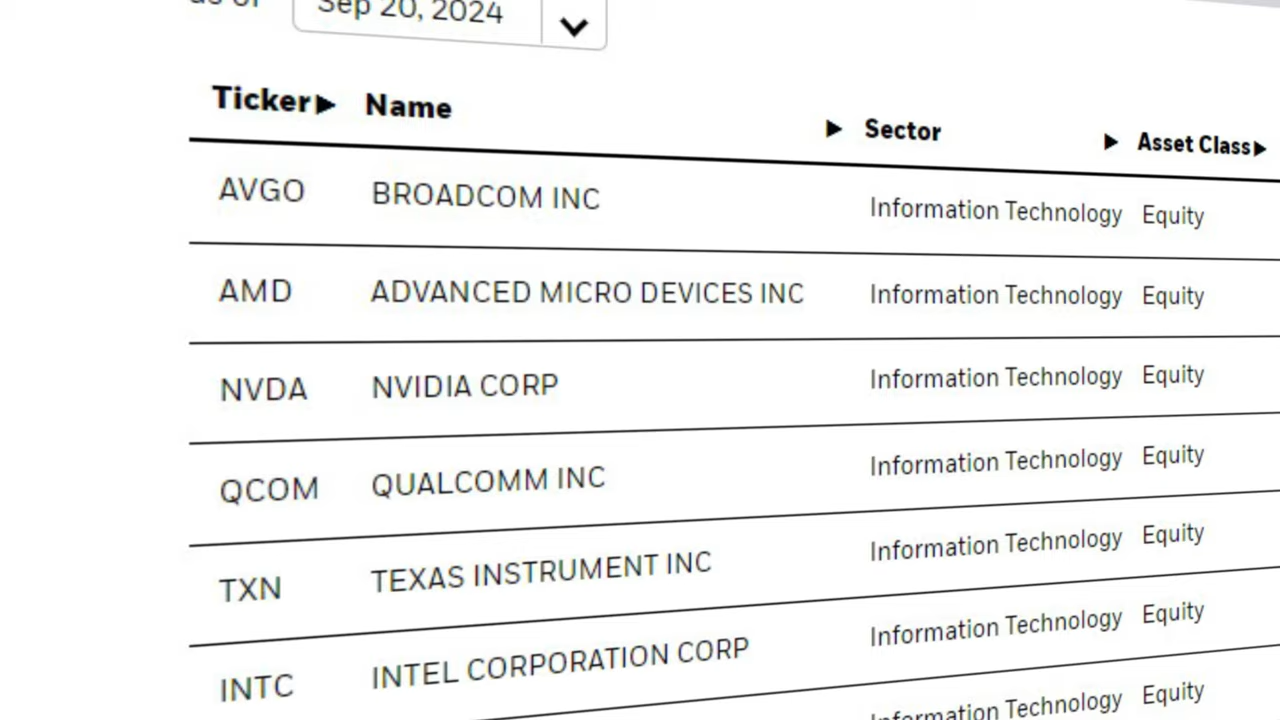 as of Sep 20, 2024
Ticker Name Sector Asset Class
AVGO BROADCOM INC Information Technology Equity
AMD ADVANCED MICRO DEVICES INC Information Technology Equity
NVDA NVIDIA CORP Information Technology Equity
QCOM QUALCOMM INC Information Technology Equity
TXN TEXAS INSTRUMENT INC Information Technology Equity
INTC INTEL CORPORATION CORP Information Technology Equity
Information Technology Equity